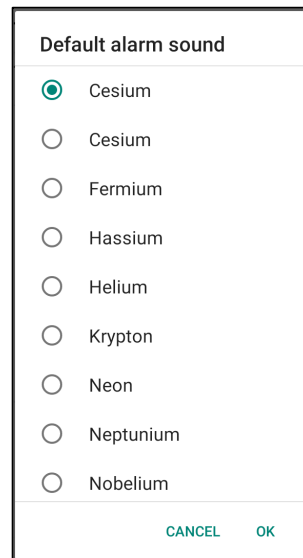 Default alarm sound
Cesium
Cesium
Fermium
Hassium
Helium
Krypton
Neon
Neptunium
Nobelium
CANCEL OK